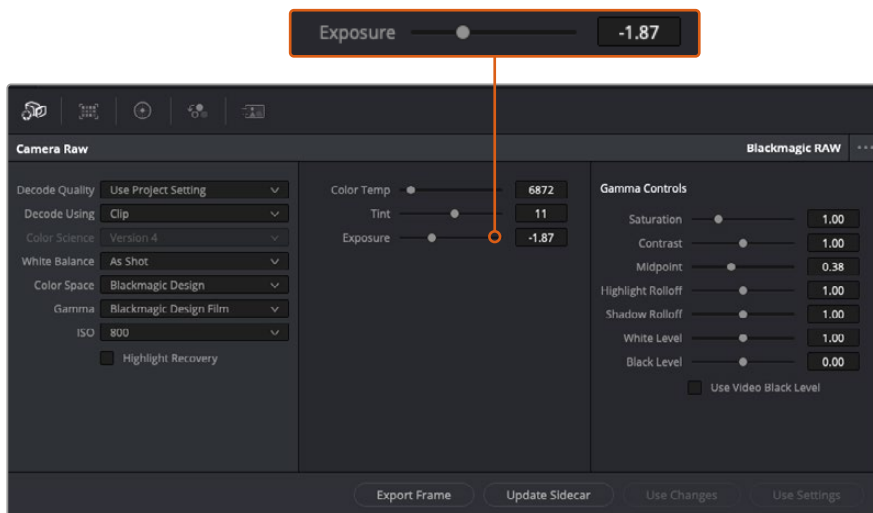 Exposure -1.87
Camera Raw Blackmagic RAW
Decode Quality Use Project Setting
Decode Using Clip
Color Science Version 4
White Balance As Shot
Color Space Blackmagic Design
Gamma Blackmagic Design Film
ISO 800
Highlight Recovery
Color Temp 6872
Tint 11
Exposure -1.87
Gamma Controls
Saturation 1.00
Contrast 1.00
Midpoint 0.38
Highlight Rolloff 1.00
Shadow Rolloff 1.00
White Level 1.00
Black Level 0.00
Use Video Black Level
Export Frame Update Sidecar Use Changes Use Settings